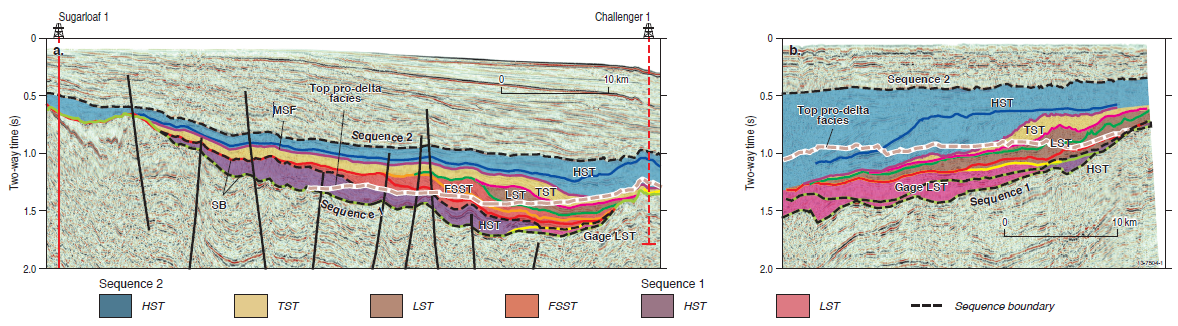 Sugarloaf 1
Challenger 1
a.
0
0.5
1.0
1.5
2.0
Two-way time (s)
Top pro-delta
facies
MSF
0 10 km
Sequence 2
HST
FSST
LST
TST
SB
Sequence 1
HST
Gage LST
b.
0
0.5
1.0
1.5
2.0
Two-way time (s)
Sequence 2
HST
Top pro-delta
facies
TST
LST
HST
Gage LST
Sequence 1
0 10 km
13-7804-1
Sequence 2
Sequence 1
HST
TST
LST
FSST
HST
LST
Sequence boundary